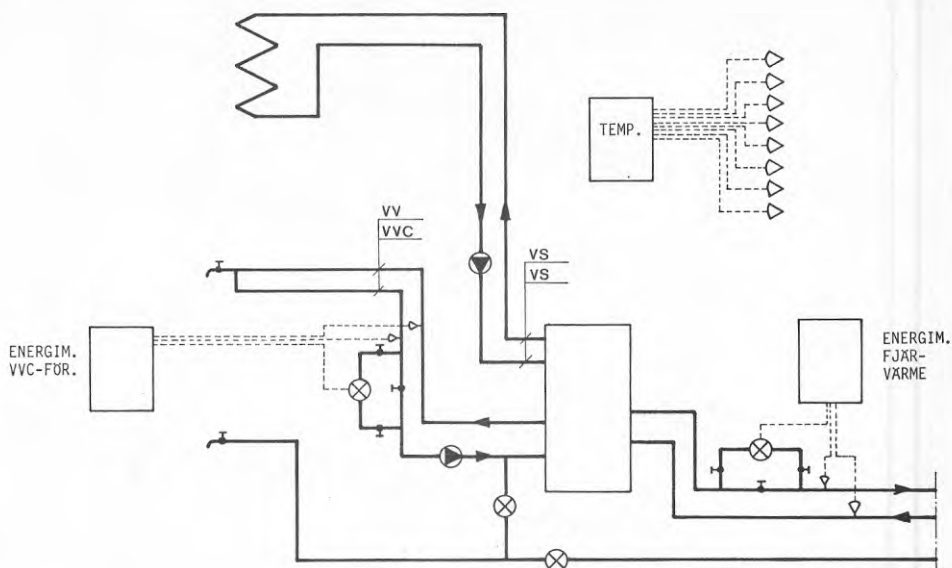 TEMP.
VV
VVC
VS
VS
ENERGIM.
VVC-FÖR.
ENERGIM.
FJÄR-
VÄRME